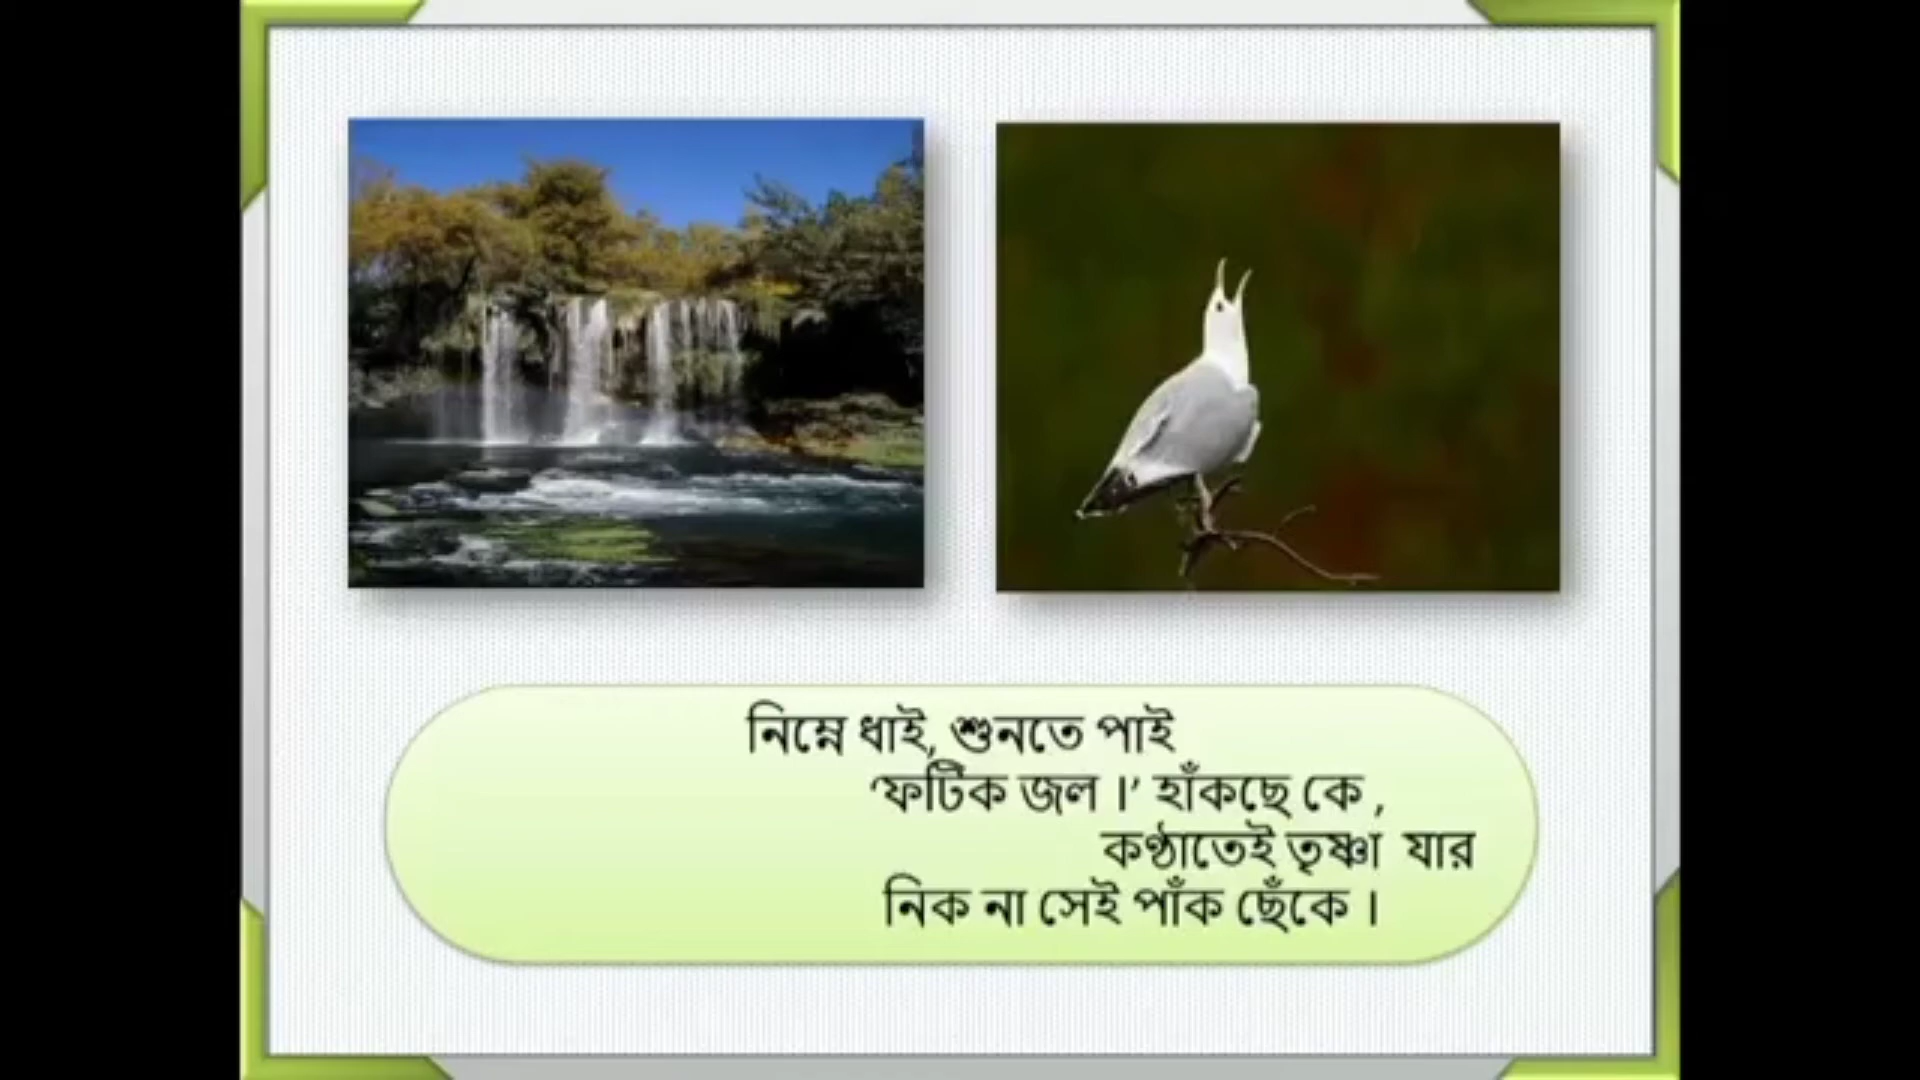 নিম্নে ধাই, শুনতে পাই
‘ফটিক জল ।’ হাঁকছে কে ,
কণ্ঠাতেই তৃষ্ণা যার
নিক না সেই পাঁক ছেঁকে ।